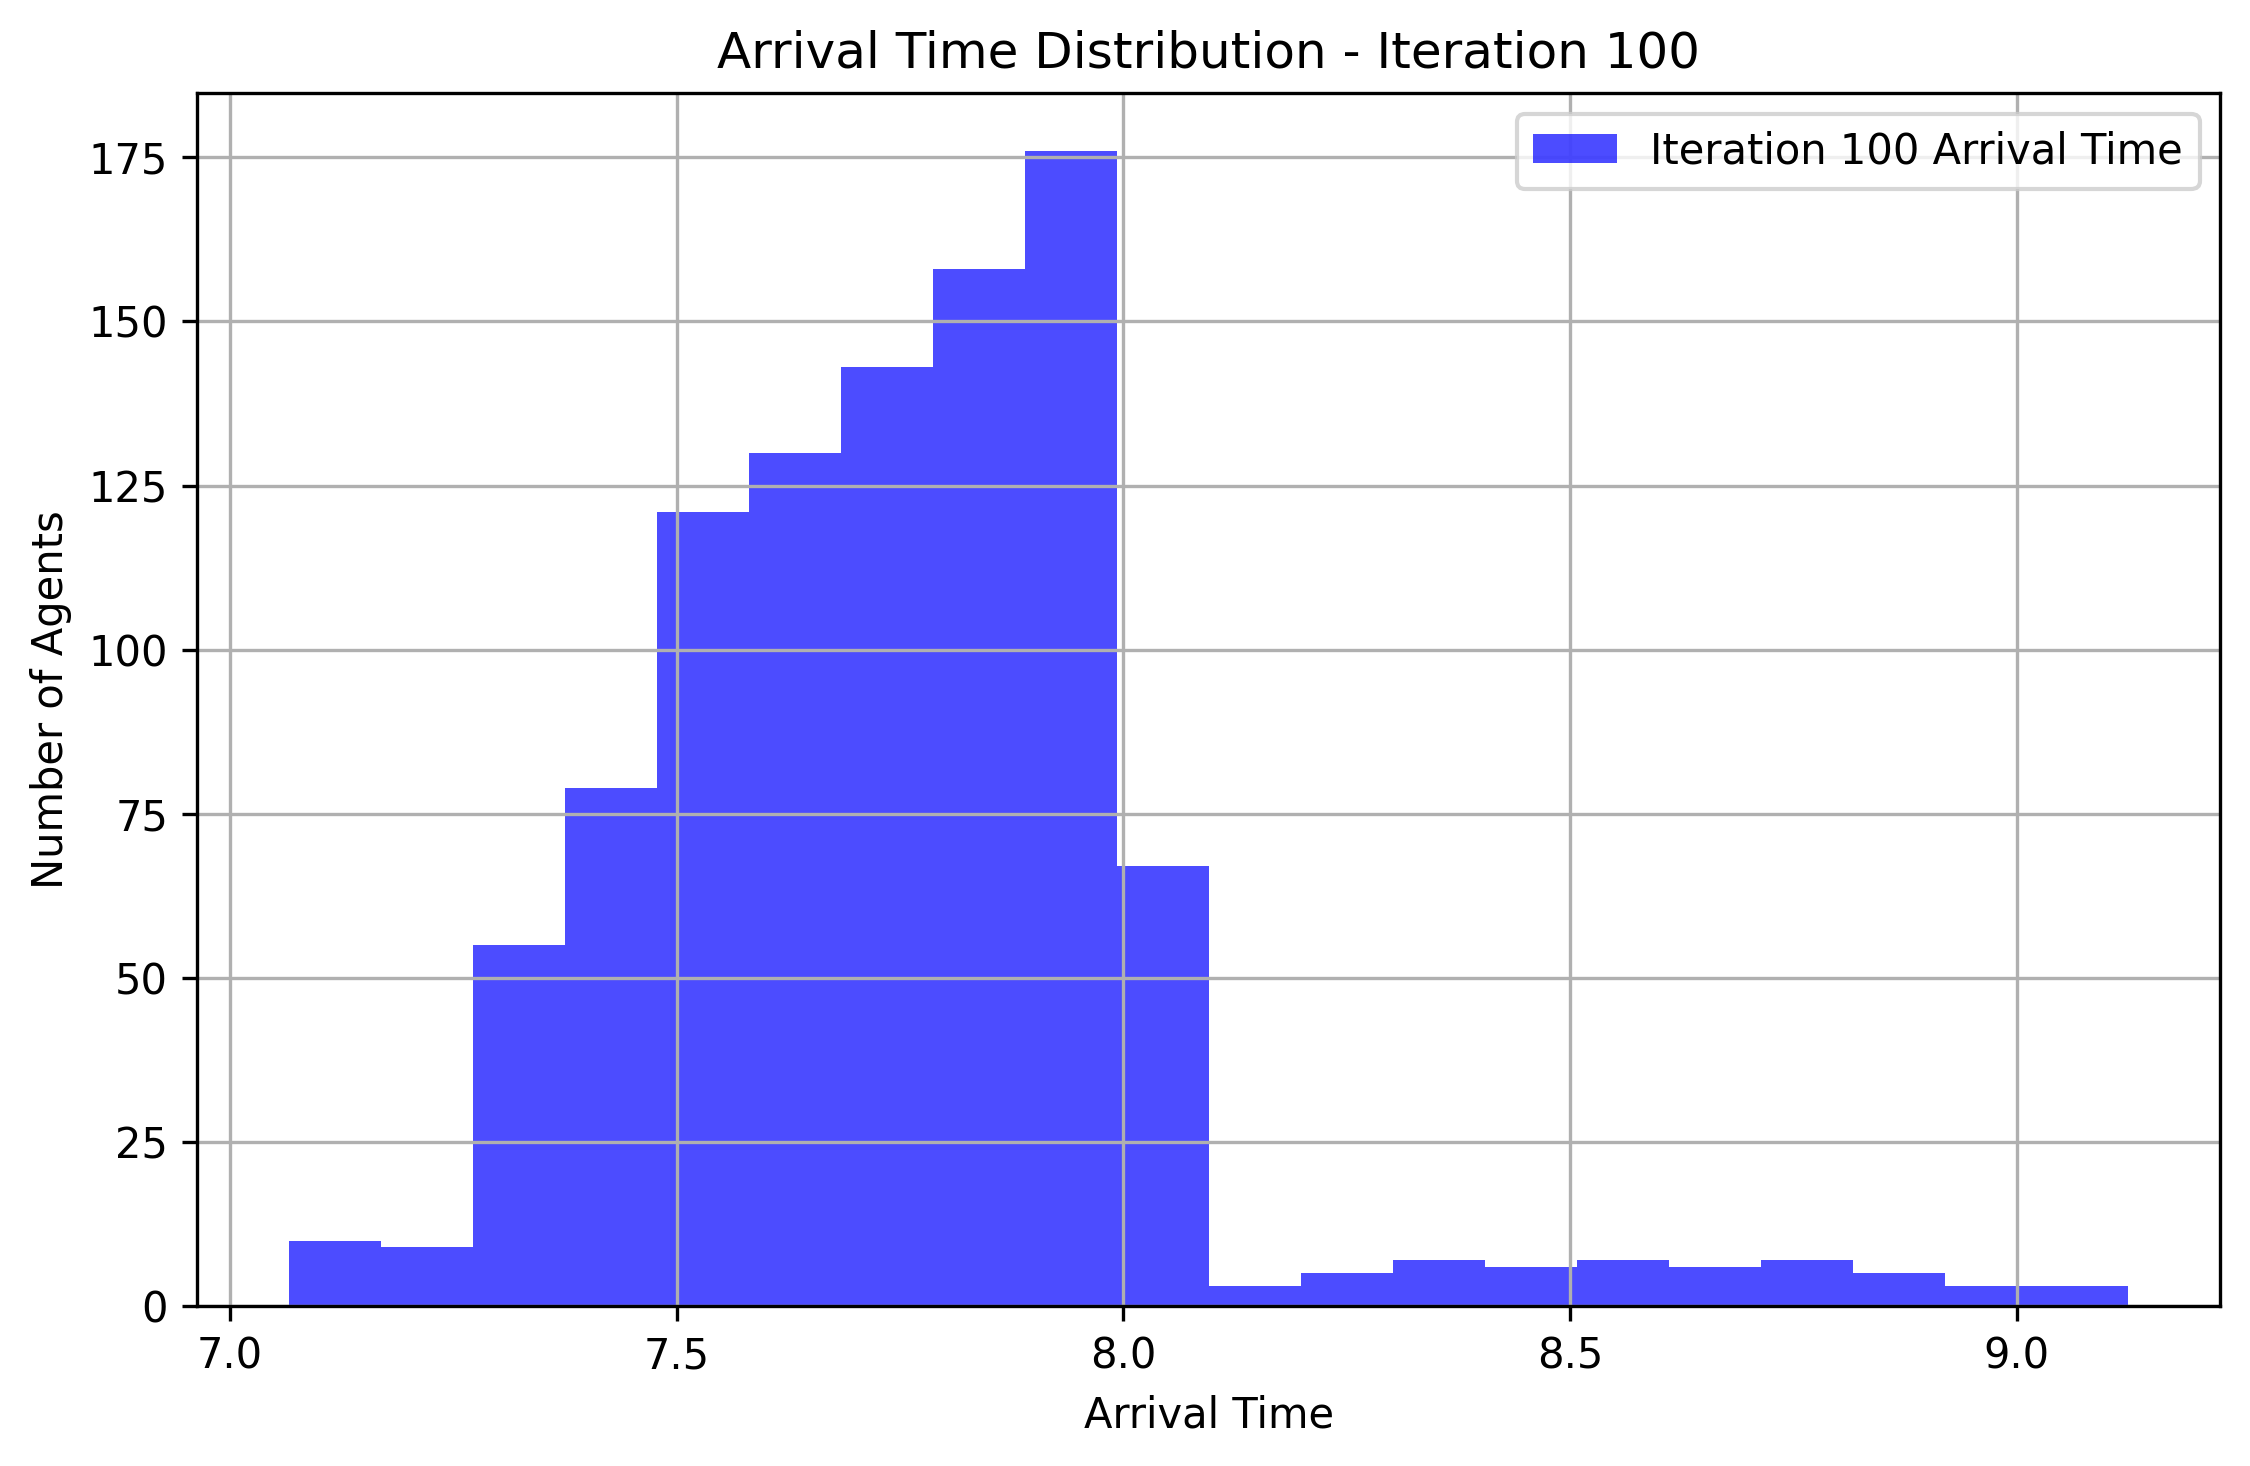 Arrival Time Distribution - Iteration 100
Iteration 100 Arrival Time
175
150
125
100
75
50
25
0
Number of Agents
7.0 7.5 8.0 8.5 9.0
Arrival Time